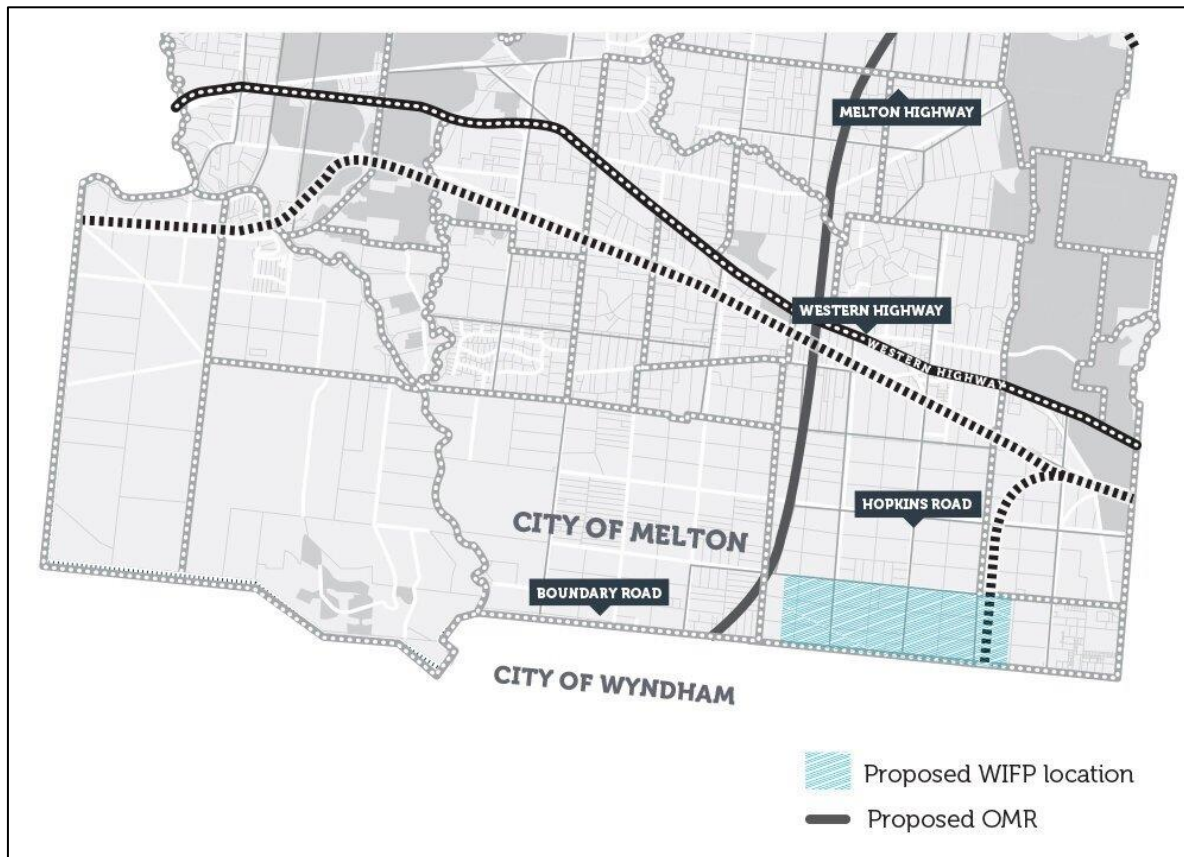 MELTON HIGHWAY
WESTERN HIGHWAY
WESTERN HIGHWAY
HOPKINS ROAD
CITY OF MELTON
BOUNDARY ROAD
CITY OF WYNDHAM
Proposed WIFP location
Proposed OMR